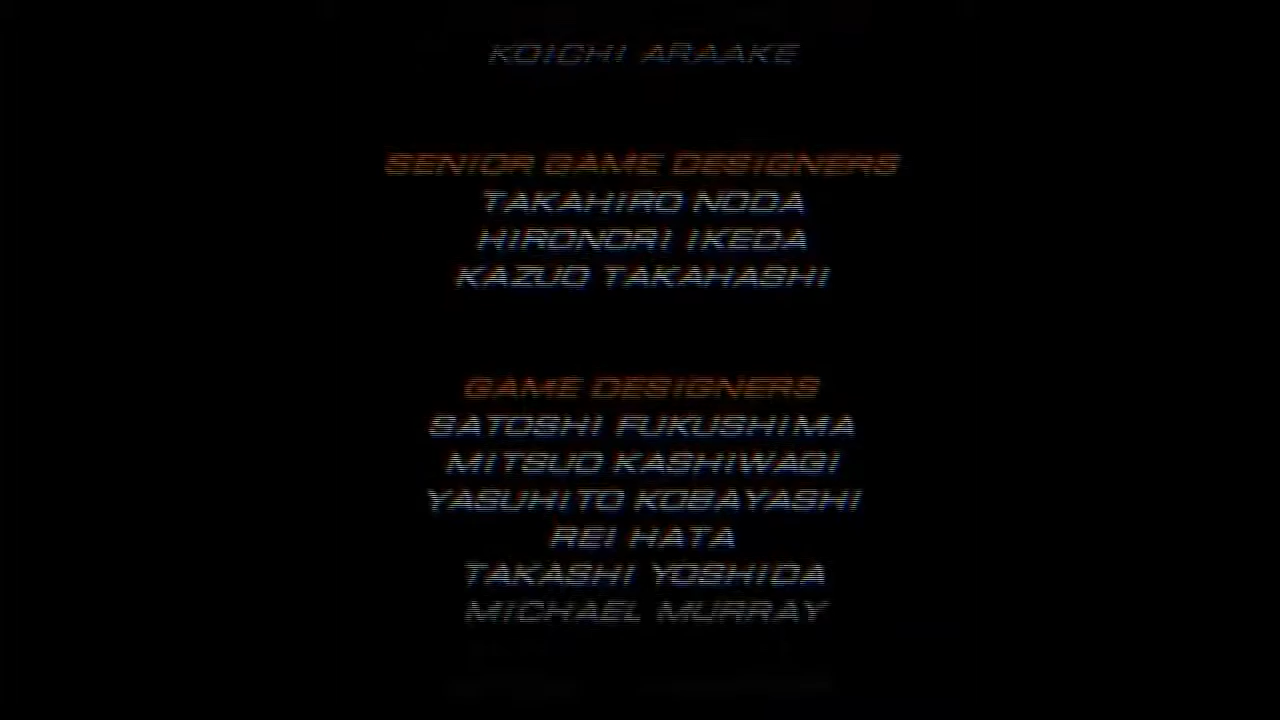 KOICHI ARAAKE
SENIOR GAME DESIGNERS
TAKAHIRO NODA
HIRONORI IKEDA
KAZUO TAKAHASHI
GAME DESIGNERS
SATOSHI FUKUSHIMA
MITSUO KASHIWAGI
YASUHITO KOBAYASHI
REI HATA
TAKASHI YOSHIDA
MICHAEL MURRAY